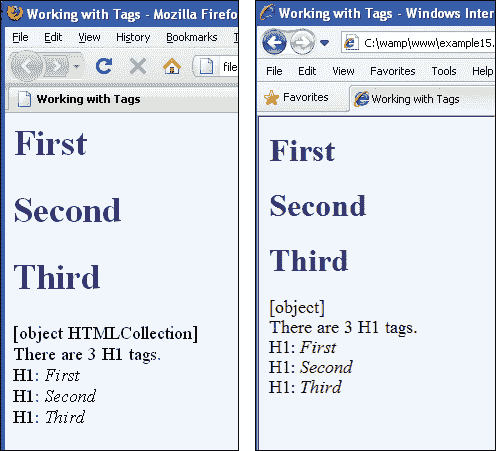 Working with Tags - Mozilla Firefo
File Edit View History Bookmarks T
file
Working with Tags
First
Second
Third
[object HTMLCollection]
There are 3 H1 tags.
H1: First
H1: Second
H1: Third
Working with Tags - Windows Inter
C:\wamp\www\example15.
File Edit View Favorites Tools Help
Favorites Working with Tags
First
Second
Third
[object]
There are 3 H1 tags.
H1: First
H1: Second
H1: Third